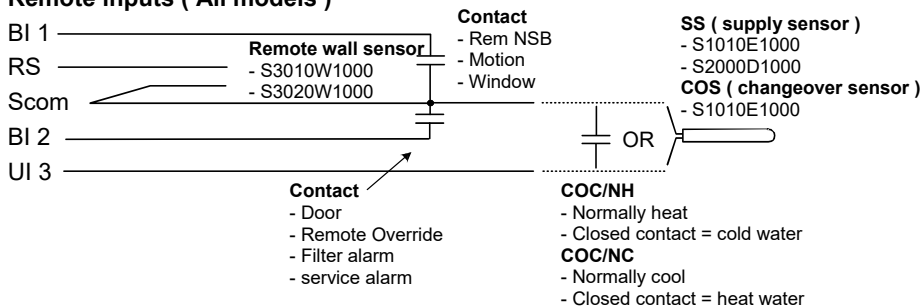 Remote inputs ( All models )
BI 1
RS
Scom
BI 2
UI 3
Remote wall sensor
- S3010W1000
- S3020W1000
Contact
- Rem NSB
- Motion
- Window
SS ( supply sensor )
- S1010E1000
- S2000D1000
COS ( changeover sensor )
- S1010E1000
OR
Contact
- Door
- Remote Override
- Filter alarm
- service alarm
COC/NH
- Normally heat
- Closed contact = cold water
COC/NC
- Normally cool
- Closed contact = heat water